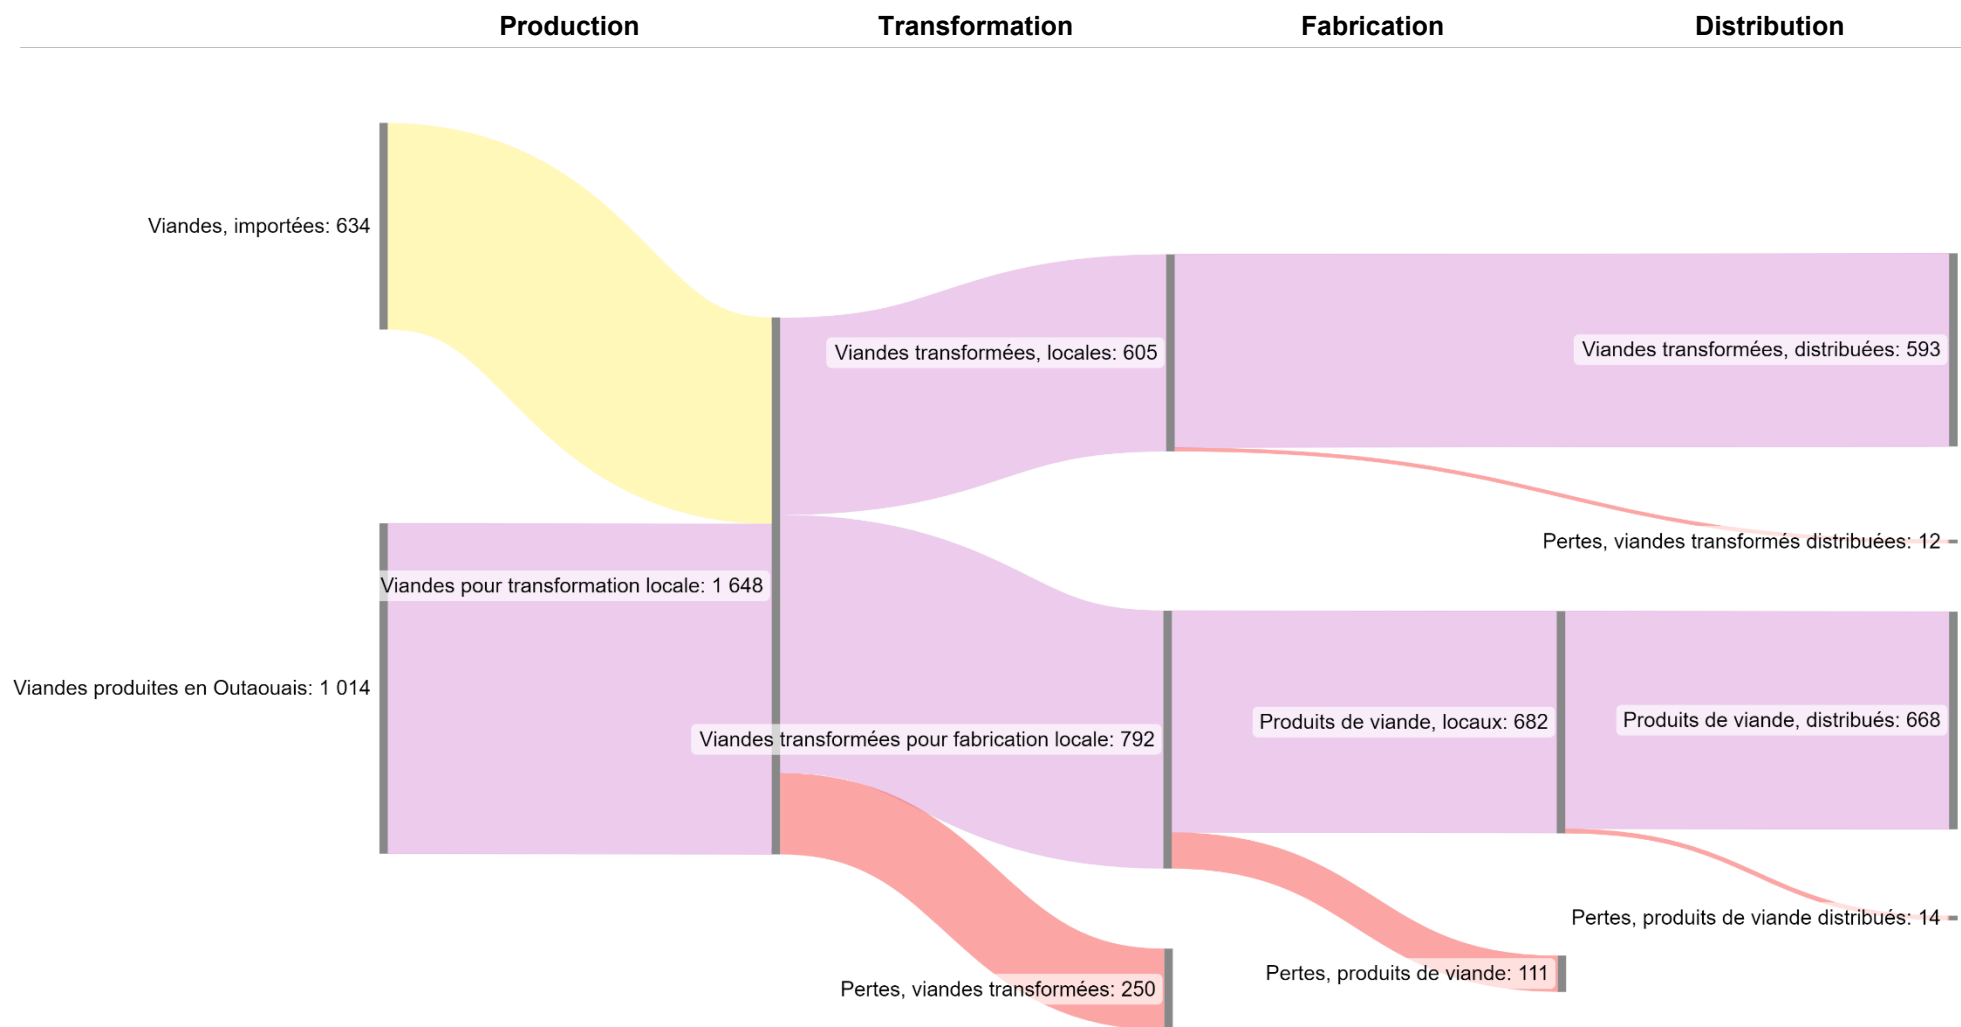 Production Transformation Fabrication Distribution
Viandes, importées: 634
Viandes transformées, locales: 605
Viandes transformées, distribuées: 593
Pertes, viandes transformés distribuées: 12
Viandes pour transformation locale: 1 648
Viandes produites en Outaouais: 1 014
Viandes transformées pour fabrication locale: 792
Produits de viande, locaux: 682
Produits de viande, distribués: 668
Pertes, produits de viande distribués: 14
Pertes, viandes transformées: 250
Pertes, produits de viande: 111